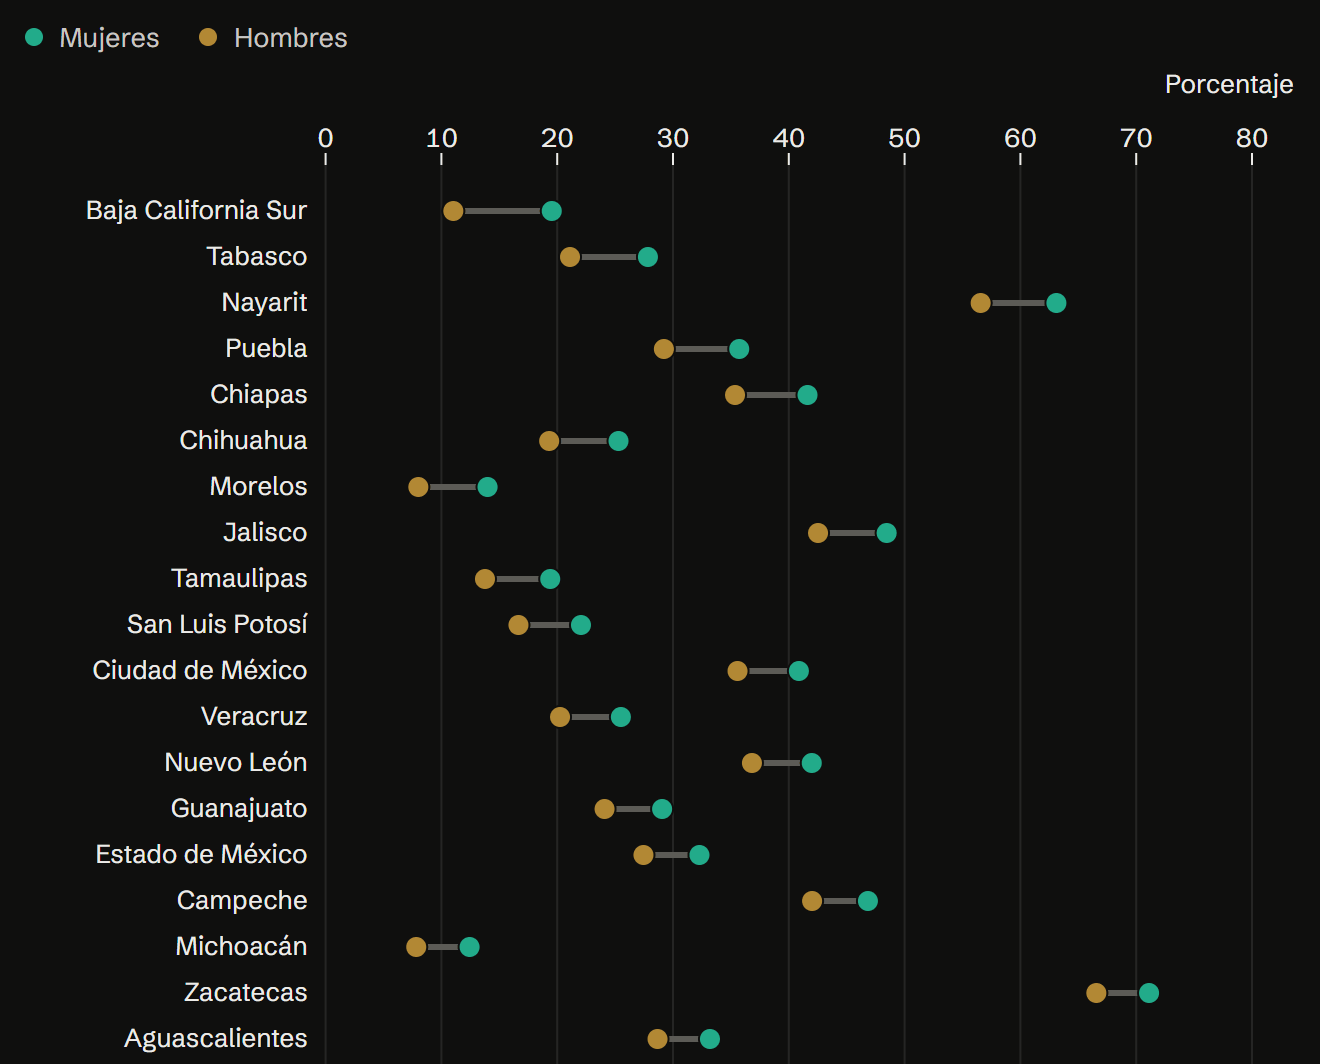 Mujeres Hombres
Porcentaje
0 10 20 30 40 50 60 70 80
Baja California Sur
Tabasco
Nayarit
Puebla
Chiapas
Chihuahua
Morelos
Jalisco
Tamaulipas
San Luis Potosí
Ciudad de México
Veracruz
Nuevo León
Guanajuato
Estado de México
Campeche
Michoacán
Zacatecas
Aguascalientes